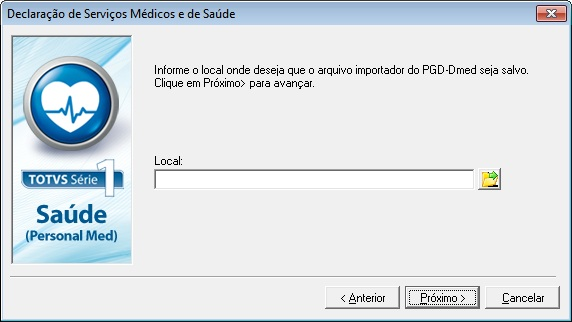 Declaração de Serviços Médicos e de Saúde
Informe o local onde deseja que o arquivo importador do PGD-Dmed seja salvo.
Clique em Próximo> para avançar.
Local:
TOTVS Série 1
Saúde
(Personal Med)
< Anterior
Próximo >
Cancelar